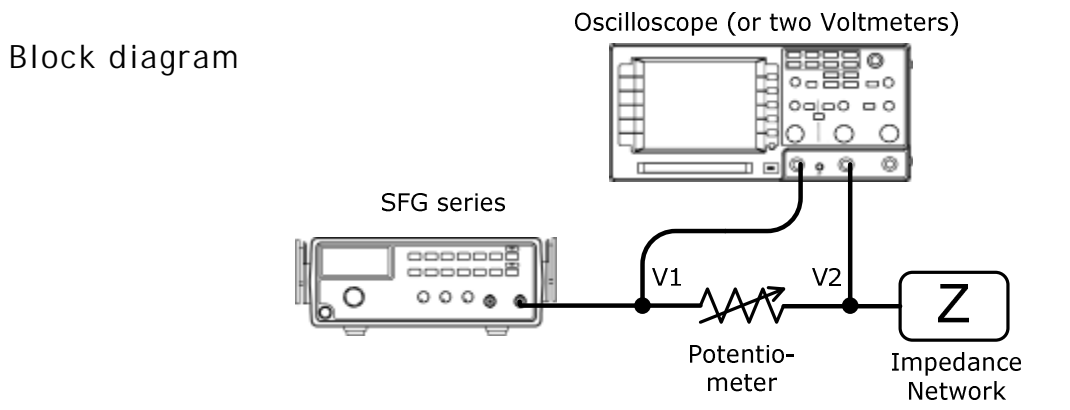 Block diagram
Oscilloscope (or two Voltmeters)
SFG series
V1
V2
Z
Potentio-
meter
Impedance
Network